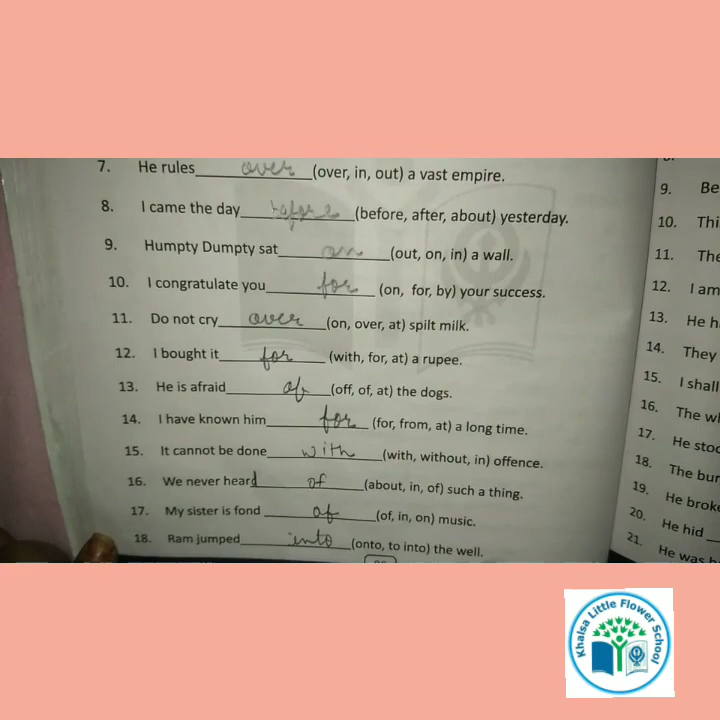 7. He rules over (over, in, out) a vast empire.
8. I came the day before (before, after, about) yesterday.
9. Humpty Dumpty sat on (out, on, in) a wall.
10. I congratulate you for (on, for, by) your success.
11. Do not cry over (on, over, at) spilt milk.
12. I bought it for (with, for, at) a rupee.
13. He is afraid of (off, of, at) the dogs.
14. I have known him for (for, from, at) a long time.
15. It cannot be done with (with, without, in) offence.
16. We never heard of (about, in, of) such a thing.
17. My sister is fond of (of, in, on) music.
18. Ram jumped into (onto, to into) the well.
9. Be
10. Thi
11. The
12. I am
13. He h
14. They
15. I shall
16. The w
17. He stoo
18. The bur
19. He broke
20. He hid
21. He was h
Khalsa Little Flower School